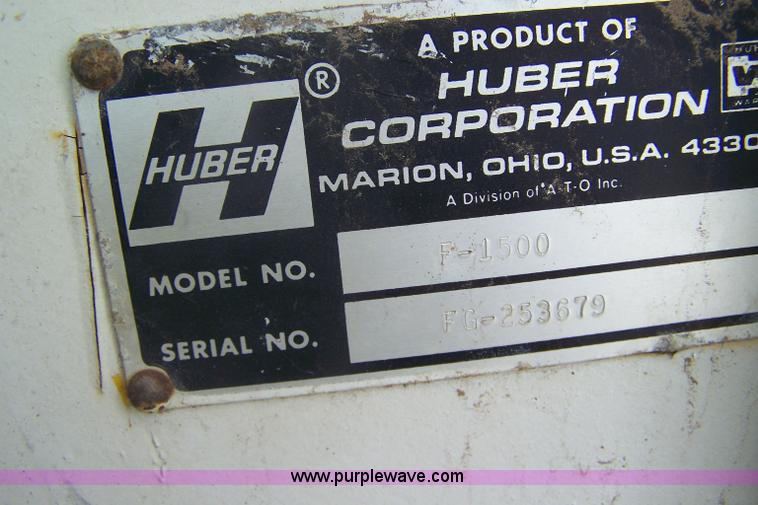 A PRODUCT OF
HUBER
CORPORATION
MARION, OHIO, U.S.A. 4330
A Division of A-T-O Inc.
HUBER
®
MODEL NO. F-1500
SERIAL NO. FG-253679
www.purplewave.com